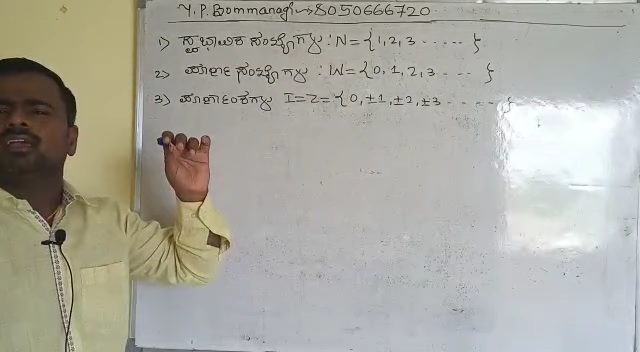 Y.P.Bommanagi→8050666720
1) ಸ್ವಭಾವಿಕ ಸಂಖ್ಯೆಗಳು : N = {1, 2, 3 ...... }
2) ಪೂರ್ಣ ಸಂಖ್ಯೆಗಳು : W = {0, 1, 2, 3 ... }
3) ಪೂರ್ಣಾಂಕಗಳು I = Z = {0, ±1, ±2, ±3 ...... }